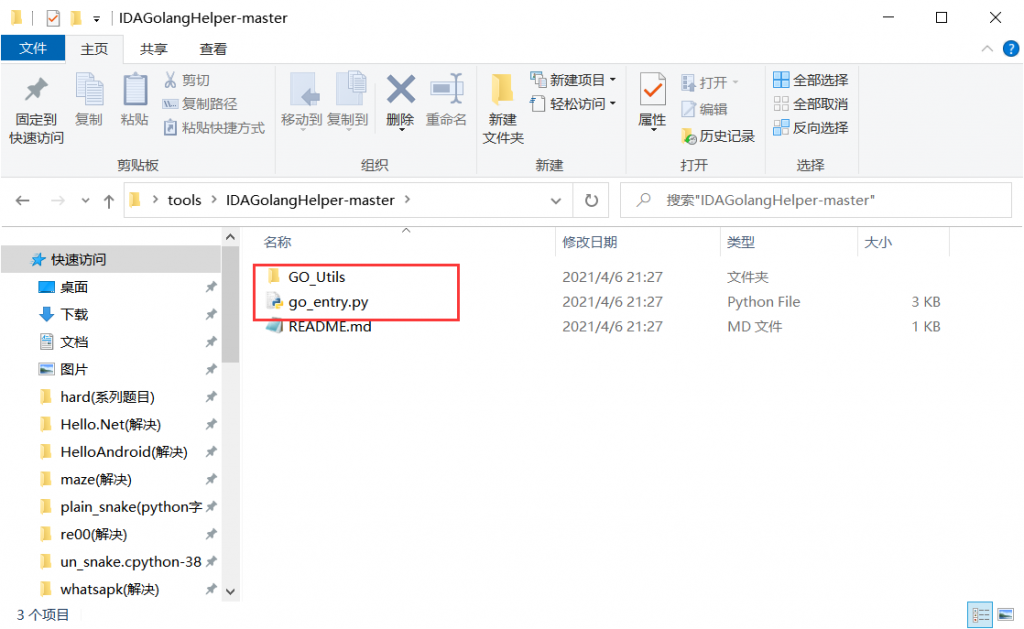 IDAGolangHelper-master
文件 主页 共享 查看
固定到快速访问
复制
粘贴
剪切
复制路径
粘贴快捷方式
移动到 复制到 删除 重命名
新建文件夹
新建项目
轻松访问
属性
打开
编辑
历史记录
全部选择
全部取消
反向选择
剪贴板 组织 新建 打开 选择
tools IDAGolangHelper-master
搜索"IDAGolangHelper-master"
名称 修改日期 类型 大小
GO_Utils 2021/4/6 21:27 文件夹
go_entry.py 2021/4/6 21:27 Python File 3 KB
README.md 2021/4/6 21:27 MD 文件 1 KB
快速访问
桌面
下载
文档
图片
hard(系列题目)
Hello.Net(解决)
HelloAndroid(解决)
maze(解决)
plain_snake(python字
re00(解决)
un_snake.cpython-38
whatsapk(解决)
3 个项目